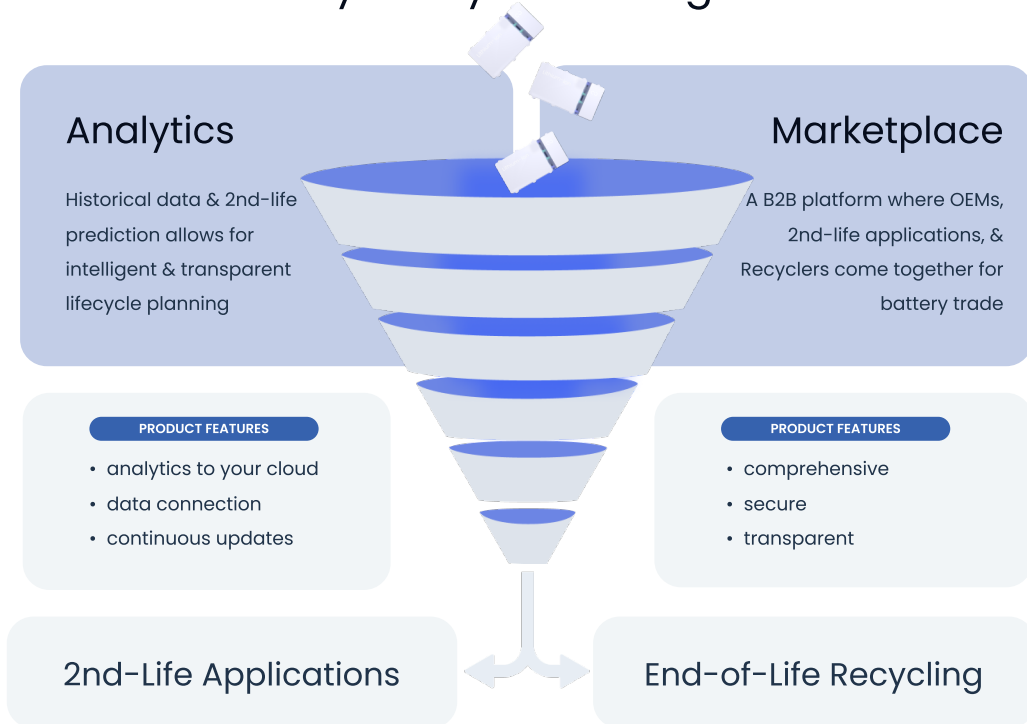 Analytics
Historical data & 2nd-life
prediction allows for
intelligent & transparent
lifecycle planning
Marketplace
A B2B platform where OEMs,
2nd-life applications, &
Recyclers come together for
battery trade
PRODUCT FEATURES
• analytics to your cloud
• data connection
• continuous updates
PRODUCT FEATURES
• comprehensive
• secure
• transparent
2nd-Life Applications
End-of-Life Recycling